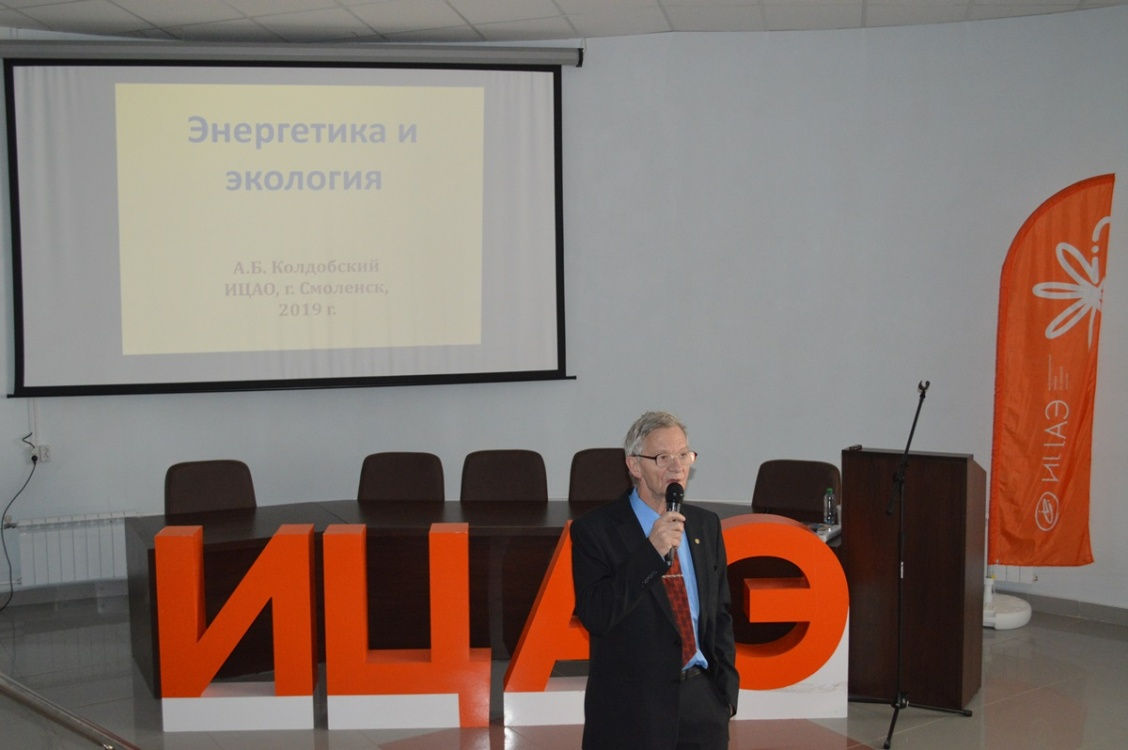 Энергетика и
экология
А.Б. Колдобский
ИЦАО, г. Смоленск,
2019 г.
ИЦАЭ
ИЦАЭ